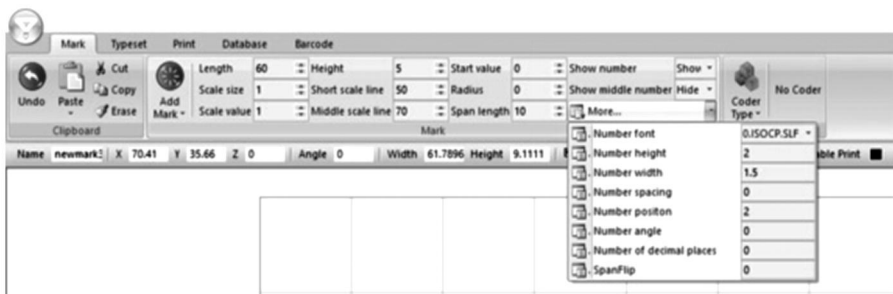 Mark Typeset Print Database Barcode
Undo Paste Cut Copy Erase
Clipboard
Add Mark
Length 60 Height 5 Start value 0 Show number Shov
Scale size 1 Short scale line 50 Radius 0 Show middle number Hide
Scale value 1 Middle scale line 70 Span length 10 More...
Mark
Coder Type No Coder
Name newmark X 70.41 Y 35.66 Z 0 Angle 0 Width 61.7896 Height 9.1111 able Print
Number font 0.ISOCP.SLF
Number height 2
Number width 1.5
Number spacing 0
Number positon 2
Number angle 0
Number of decimal places 0
SpanFlip 0